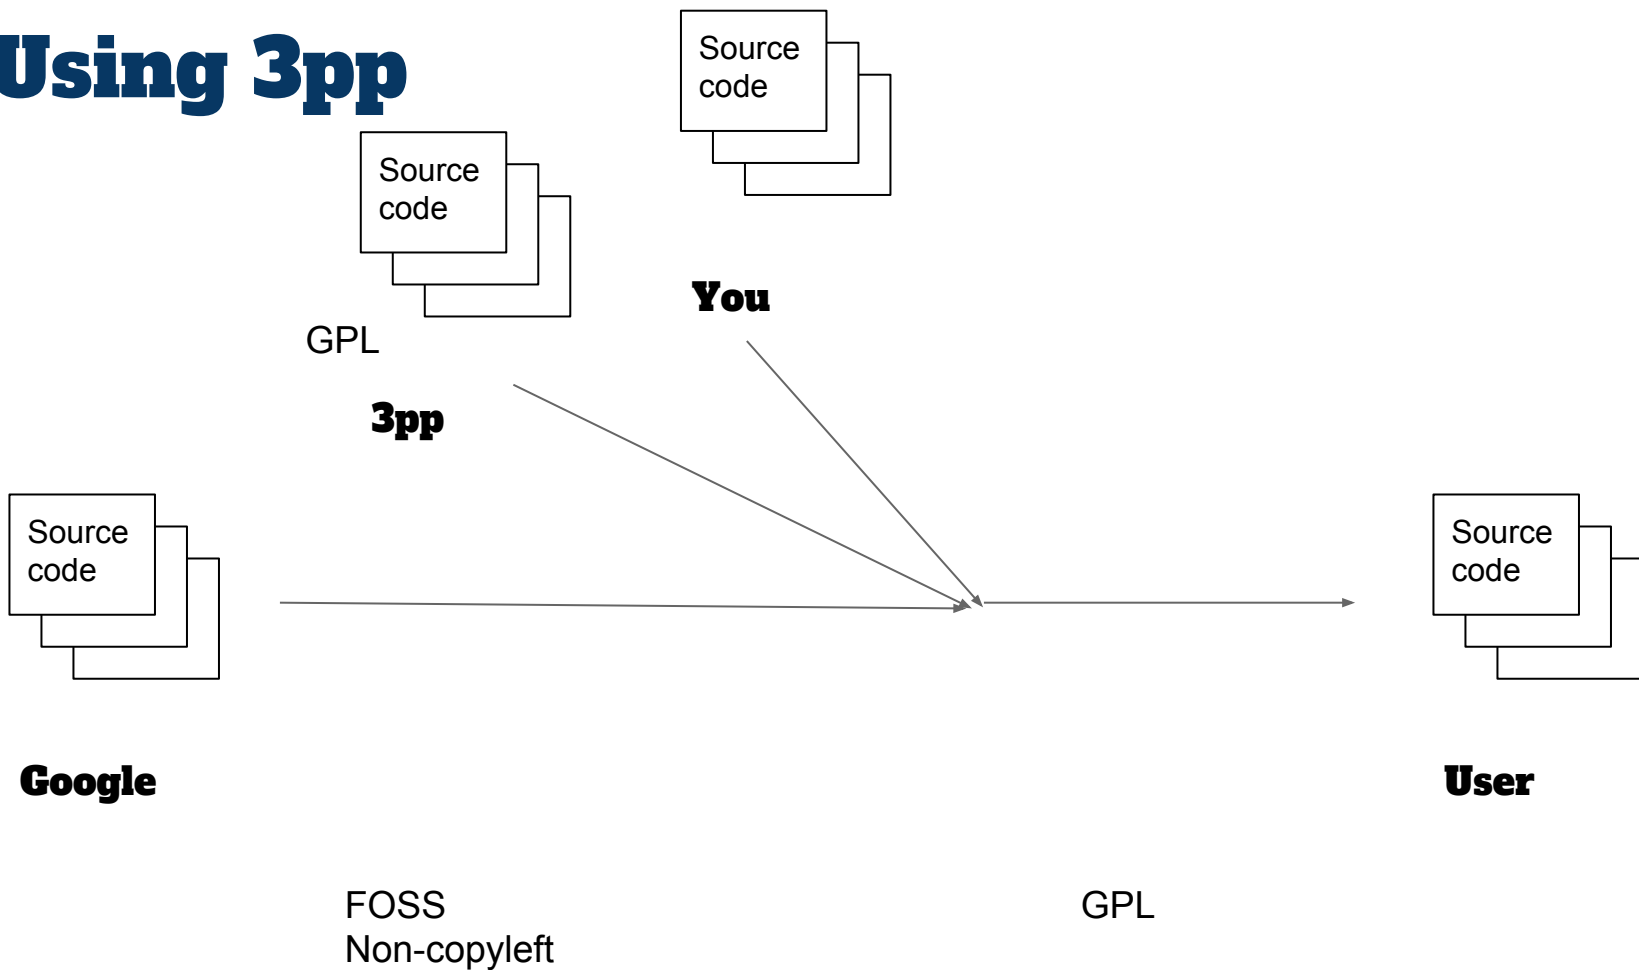 Using 3pp
Source
code
Source
code
You
GPL
3pp
Source
code
Source
code
Google
User
FOSS
Non-copyleft
GPL